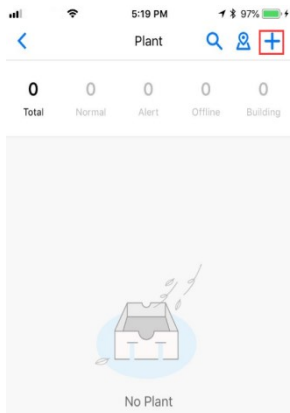 5:19 PM 97%
Plant
0 0 0 0 0
Total Normal Alert Offline Building
No Plant